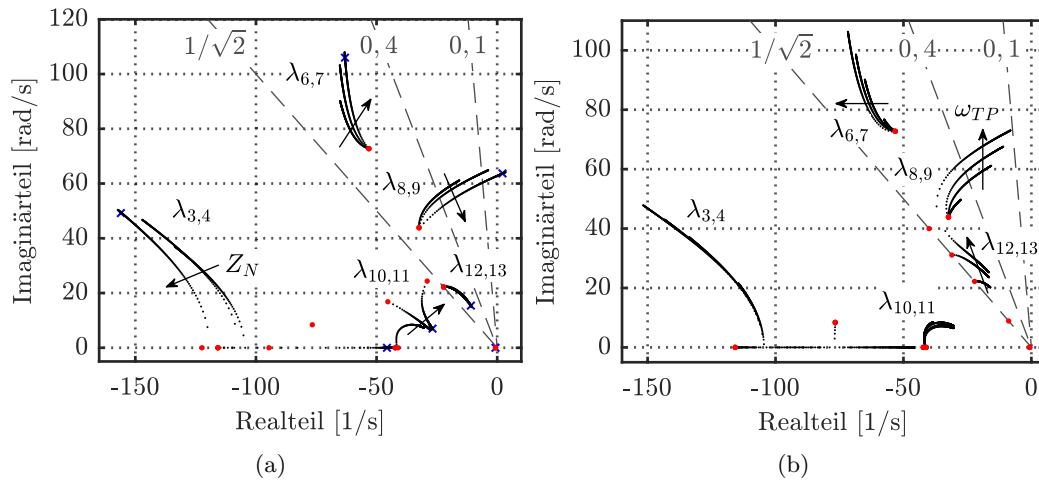 1/√2 0, 4 0, 1
120
100
80
60
40
20
0
Imaginärteil [rad/s]
λ6,7
λ8,9
λ3,4
Z_N
λ10,11
λ12,13
-150 -100 -50 0
Realteil [1/s]
(a)
1/√2 0, 4 0, 1
100
80
60
40
20
0
Imaginärteil [rad/s]
λ6,7
ω_TP
λ8,9
λ3,4
λ12,13
λ10,11
-150 -100 -50 0
Realteil [1/s]
(b)